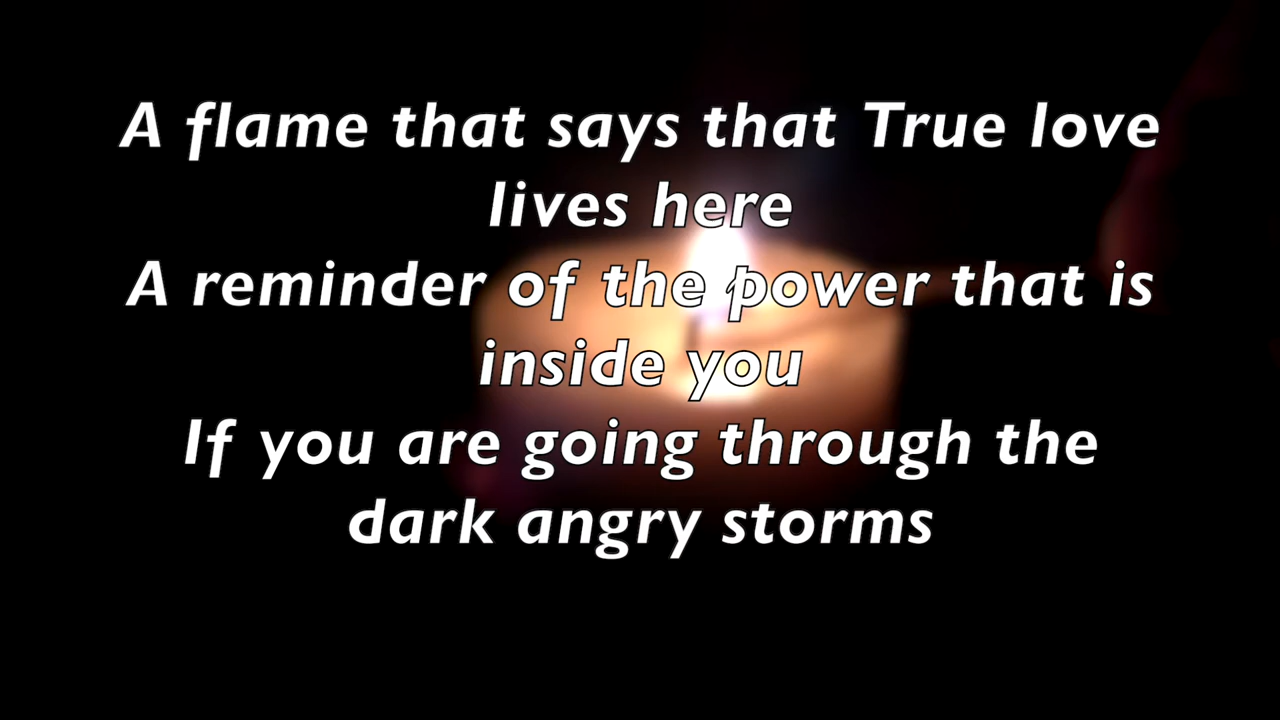 A flame that says that True love
lives here
A reminder of the power that is
inside you
If you are going through the
dark angry storms